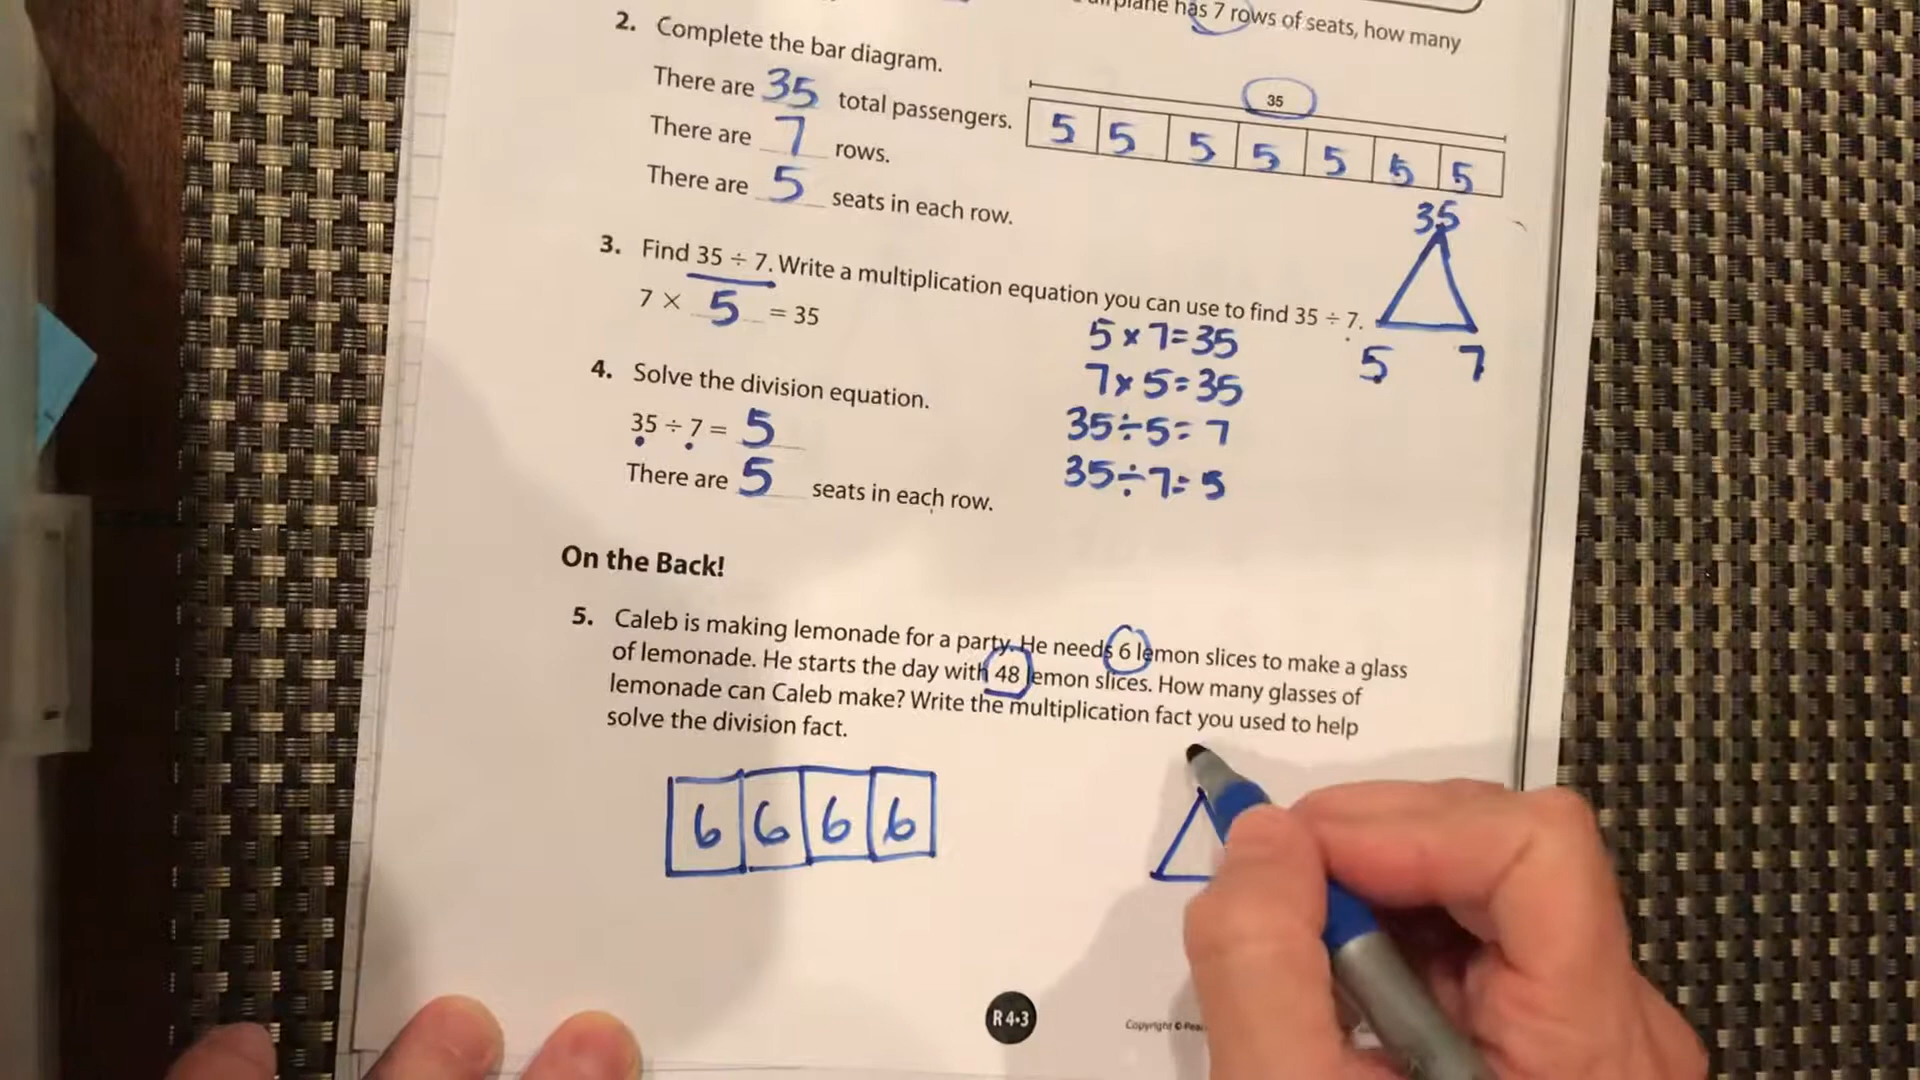 plane has 7 rows of seats, how many
2. Complete the bar diagram.
There are 35 total passengers.
There are 7 rows.
There are 5 seats in each row.
35
5 5 5 5 5 5 5
35
5 7
3. Find 35 ÷ 7. Write a multiplication equation you can use to find 35 ÷ 7.
7 × 5 = 35
5 × 7 = 35
7 × 5 = 35
35 ÷ 5 = 7
35 ÷ 7 = 5
4. Solve the division equation.
35 ÷ 7 = 5
There are 5 seats in each row.
On the Back!
5. Caleb is making lemonade for a party. He needs 6 lemon slices to make a glass
of lemonade. He starts the day with 48 lemon slices. How many glasses of
lemonade can Caleb make? Write the multiplication fact you used to help
solve the division fact.
6 6 6 6
R 4•3
Copyright ©